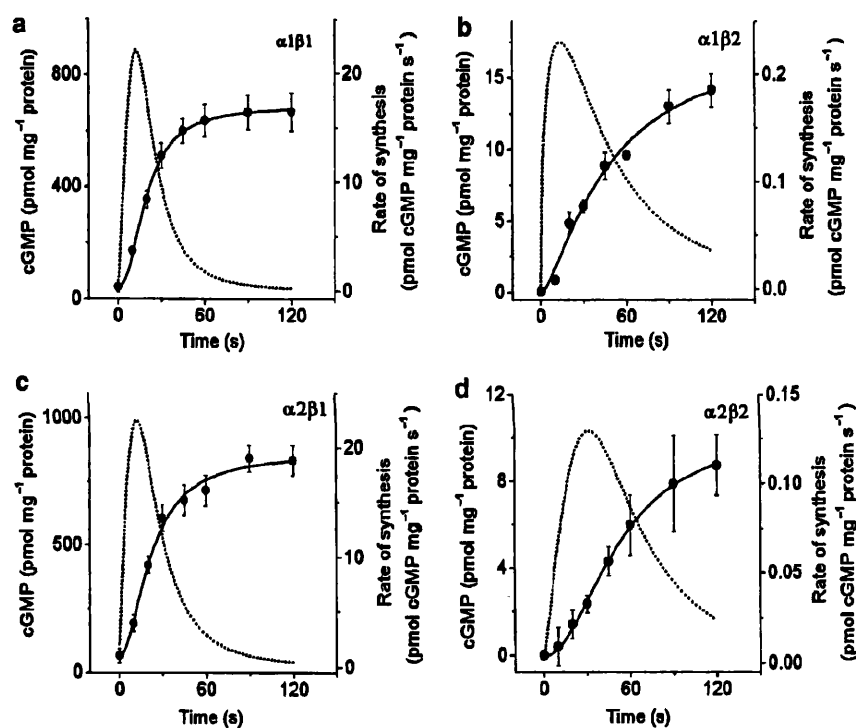 a
α1β1
cGMP (pmol mg⁻¹ protein)
800
400
0
20
10
0
Rate of synthesis
(pmol cGMP mg⁻¹ protein s⁻¹)
0 60 120
Time (s)
b
α1β2
cGMP (pmol mg⁻¹ protein)
15
10
5
0
0.2
0.1
0.0
Rate of synthesis
(pmol cGMP mg⁻¹ protein s⁻¹)
0 60 120
Time (s)
c
α2β1
cGMP (pmol mg⁻¹ protein)
1000
500
0
20
10
0
Rate of synthesis
(pmol cGMP mg⁻¹ protein s⁻¹)
0 60 120
Time (s)
d
α2β2
cGMP (pmol mg⁻¹ protein)
12
8
4
0
0.15
0.10
0.05
0.00
Rate of synthesis
(pmol cGMP mg⁻¹ protein s⁻¹)
0 60 120
Time (s)